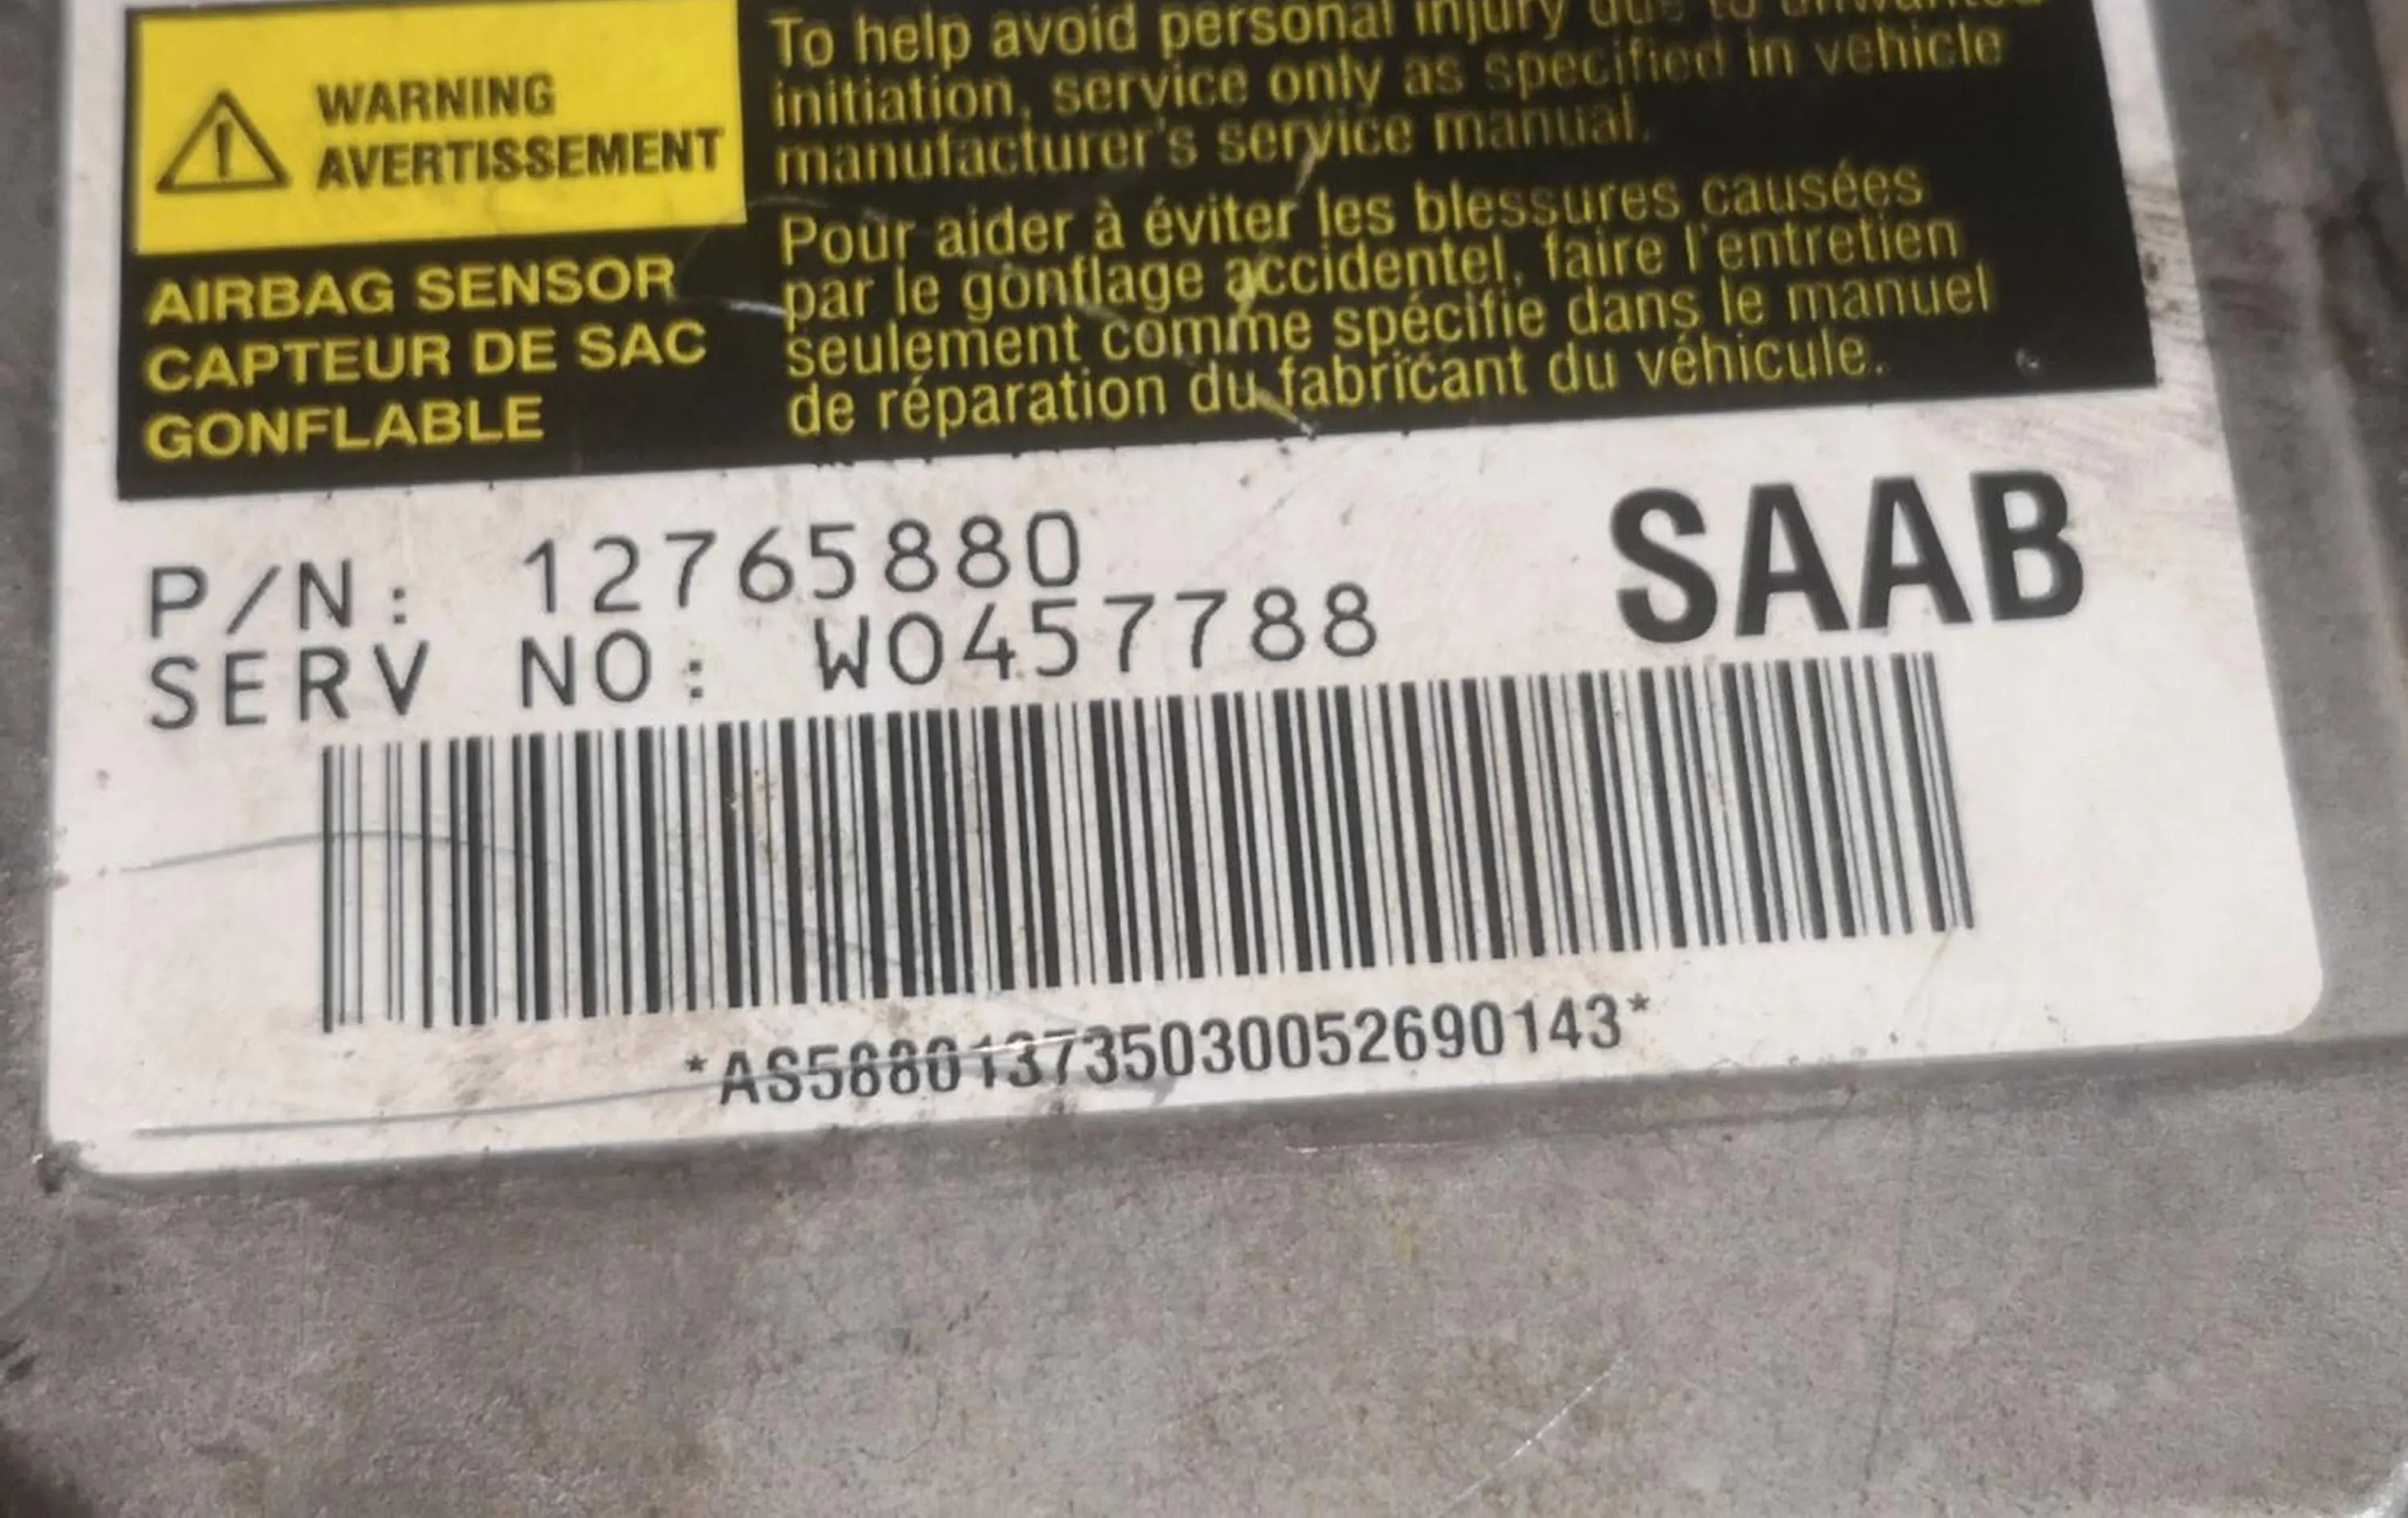 WARNING
AVERTISSEMENT
AIRBAG SENSOR
CAPTEUR DE SAC
GONFLABLE
To help avoid personal injury due to unwanted
initiation, service only as specified in vehicle
manufacturer's service manual.
Pour aider à éviter les blessures causées
par le gonflage accidentel, faire l'entretien
seulement comme spécifie dans le manuel
de réparation du fabricant du véhicule.
P/N: 12765880
SERV NO: W0457788
SAAB
*AS588013735030052690143*